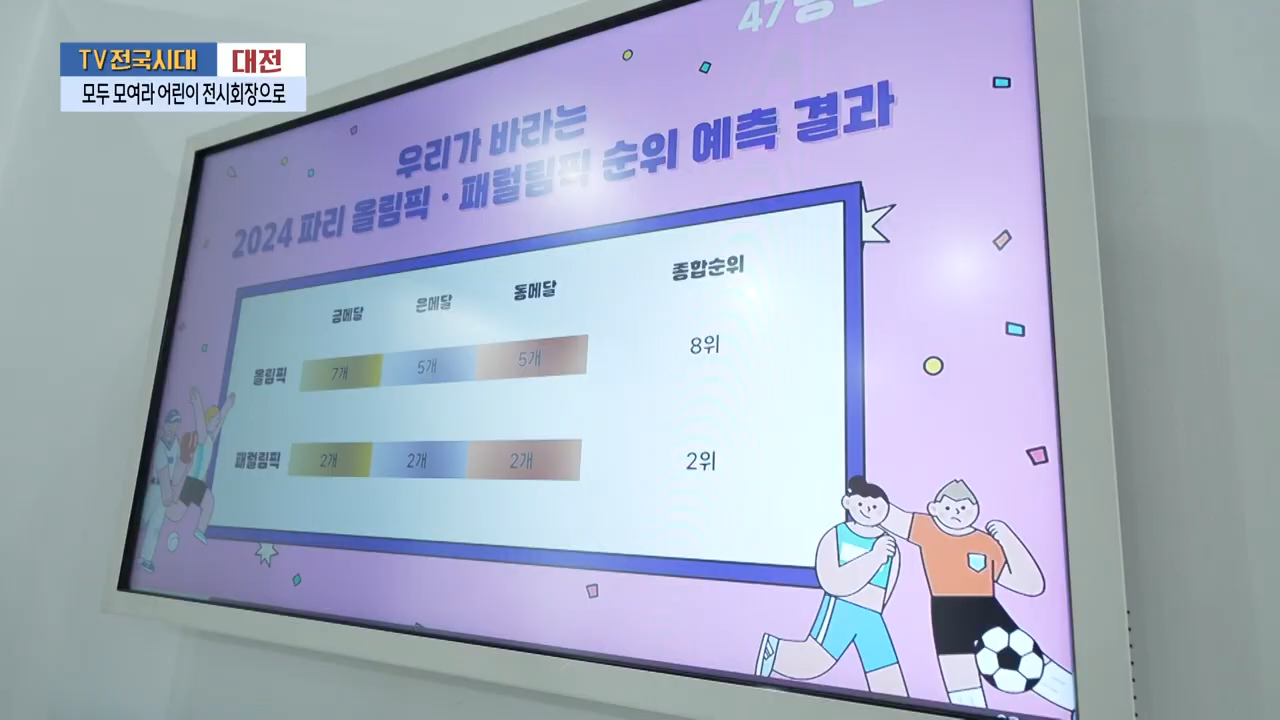 TV전국시대 대전
모두 모여라 어린이 전시회장으로
우리가 바라는
2024 파리 올림픽·패럴림픽 순위 예측 결과
금메달 은메달 동메달 종합순위
올림픽 7개 5개 5개 8위
패럴림픽 2개 2개 2개 2위